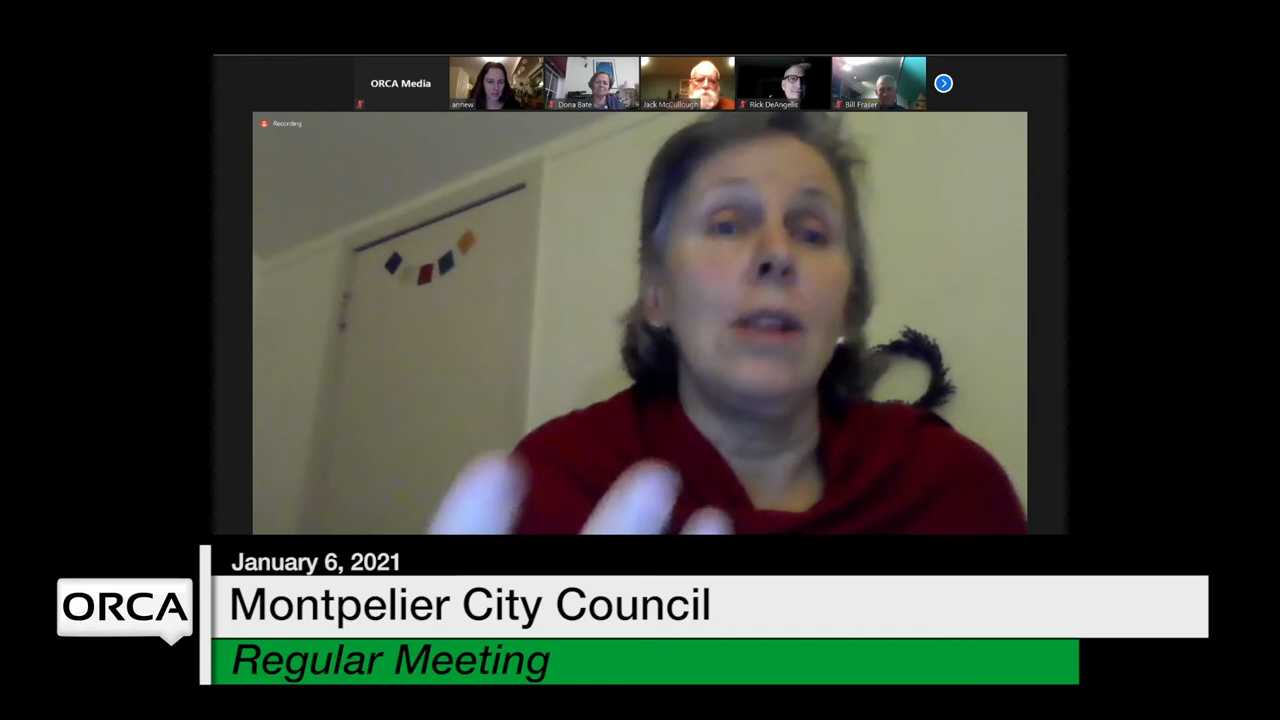 ORCA Media
annew
Dona Bate
Jack McCullough
Rick DeAngelis
Bill Fraser
Recording
January 6, 2021
ORCA
Montpelier City Council
Regular Meeting